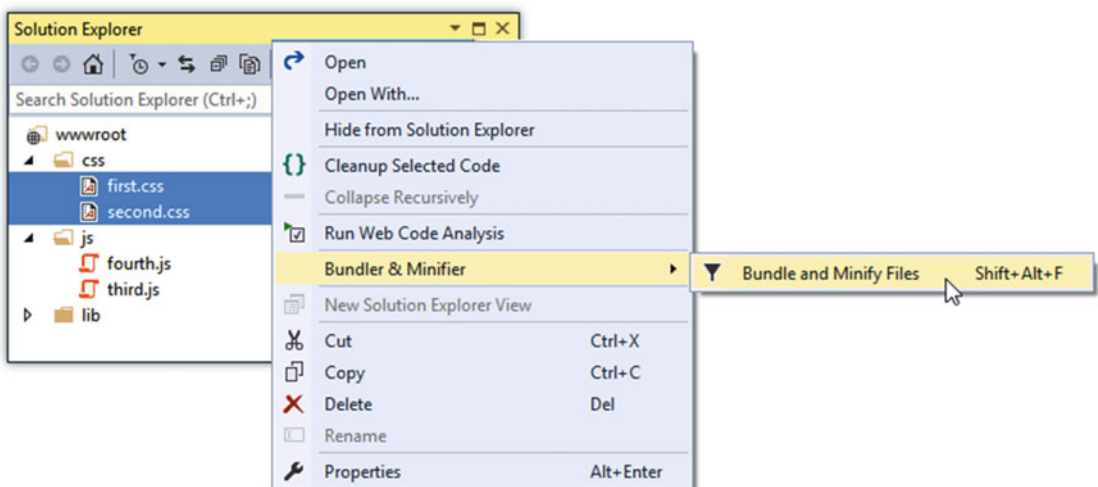 Solution Explorer
Search Solution Explorer (Ctrl+;)
wwwroot
css
first.css
second.css
js
fourth.js
third.js
lib
Open
Open With...
Hide from Solution Explorer
Cleanup Selected Code
Collapse Recursively
Run Web Code Analysis
Bundler & Minifier
New Solution Explorer View
Cut Ctrl+X
Copy Ctrl+C
Delete Del
Rename
Properties Alt+Enter
Bundle and Minify Files Shift+Alt+F